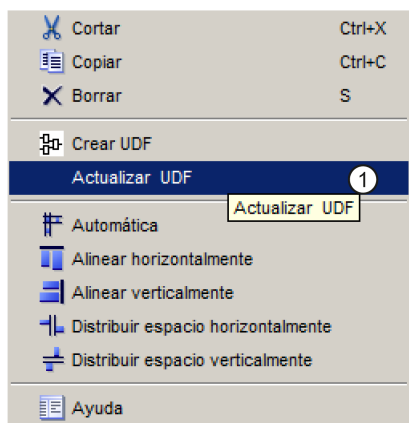 Cortar Ctrl+X
Copiar Ctrl+C
Borrar S
Crear UDF
Actualizar UDF 1
Actualizar UDF
Automática
Alinear horizontalmente
Alinear verticalmente
Distribuir espacio horizontalmente
Distribuir espacio verticalmente
Ayuda